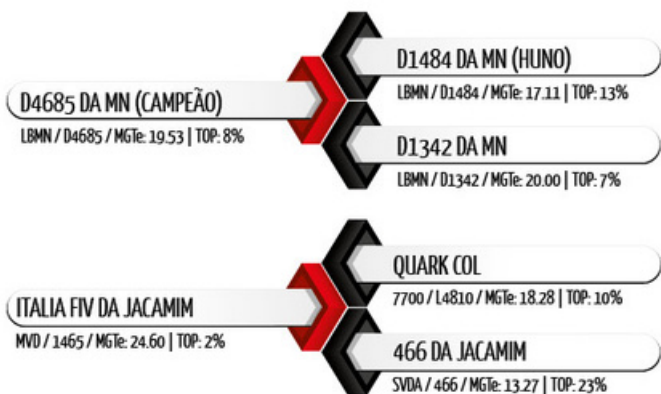 D4685 DA MN (CAMPEÃO)
LBMN / D4685 / MGTe: 19.53 | TOP: 8%
D1484 DA MN (HUNO)
LBMN / D1484 / MGTe: 17.11 | TOP: 13%
D1342 DA MN
LBMN / D1342 / MGTe: 20.00 | TOP: 7%
ITALIA FIV DA JACAMIM
MVD / 1465 / MGTe: 24.60 | TOP: 2%
QUARK COL
7700 / L4810 / MGTe: 18.28 | TOP: 10%
466 DA JACAMIM
SVDA / 466 / MGTe: 13.27 | TOP: 23%